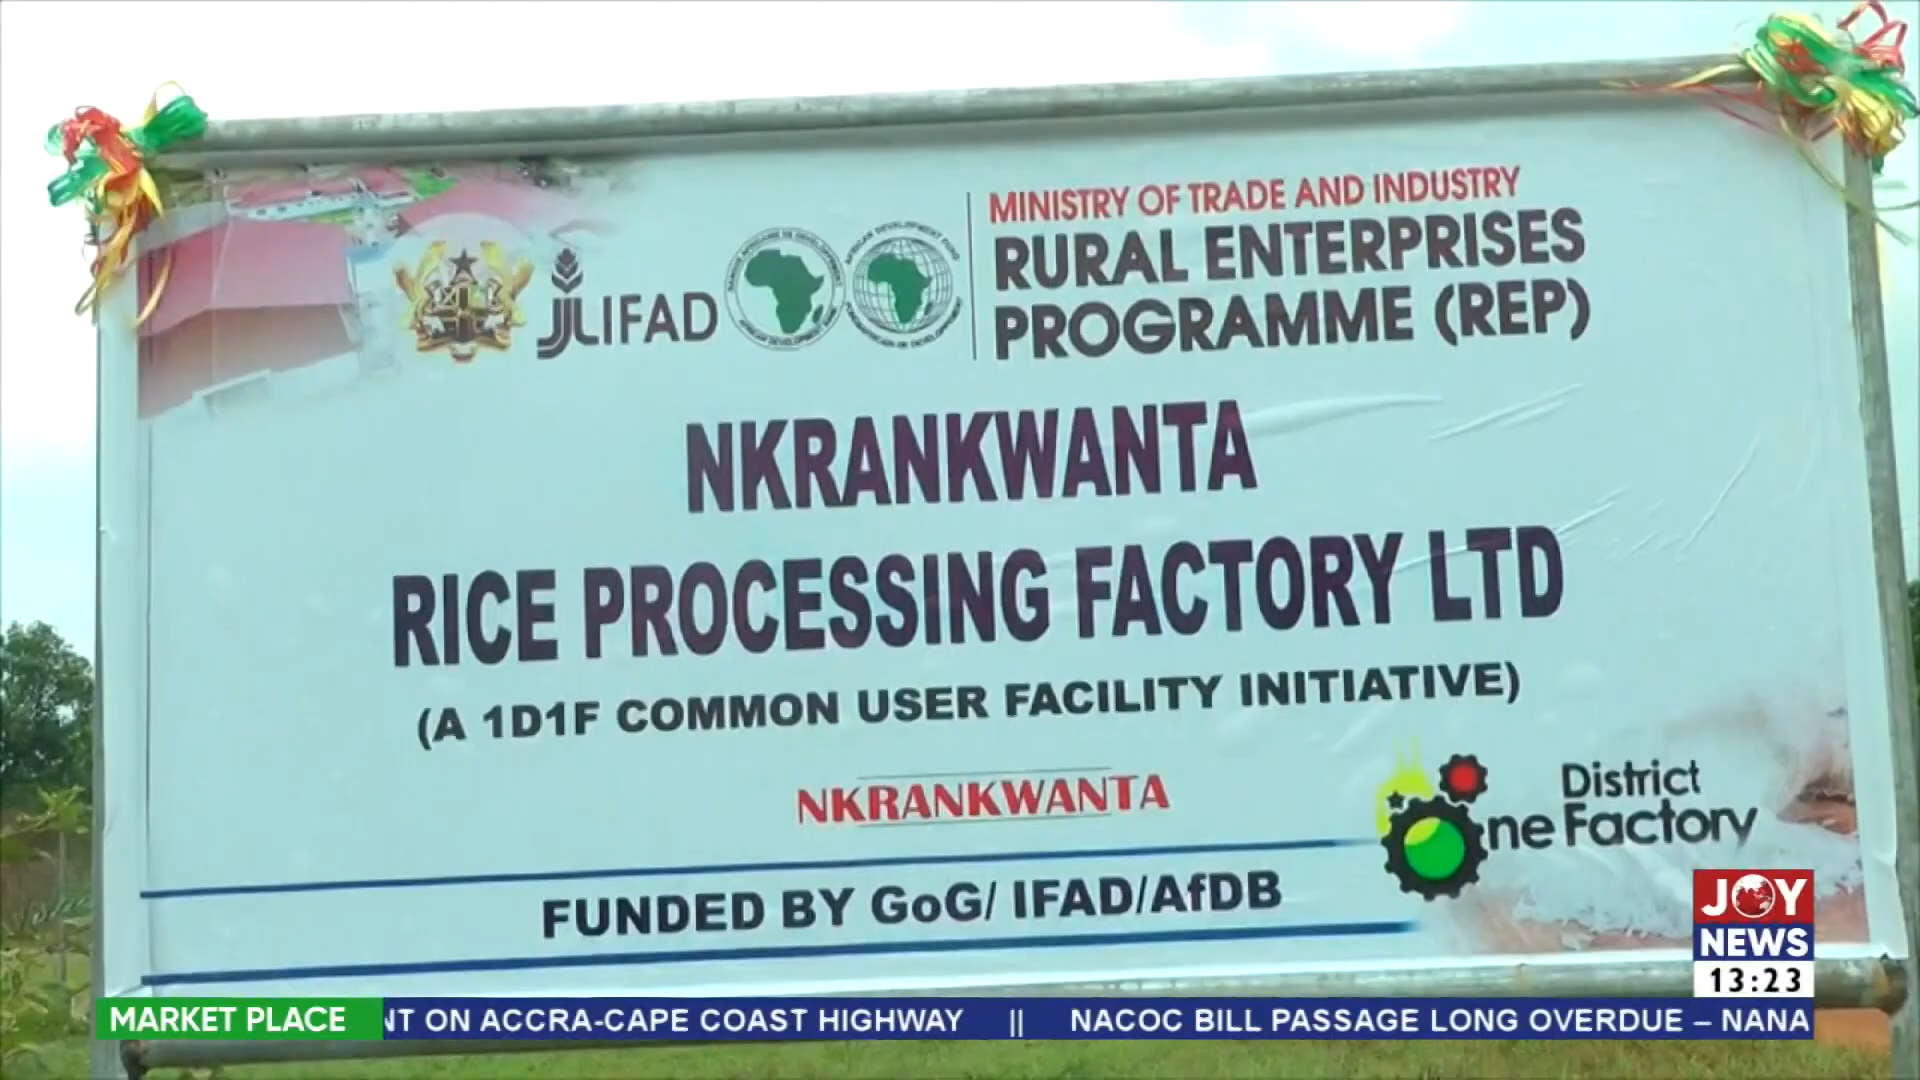 MINISTRY OF TRADE AND INDUSTRY
RURAL ENTERPRISES
PROGRAMME (REP)
JLIFAD
NKRANKWANTA
RICE PROCESSING FACTORY LTD
(A 1D1F COMMON USER FACILITY INITIATIVE)
NKRANKWANTA
District
ne Factory
FUNDED BY GoG/ IFAD/AfDB
JOY
NEWS
13:23
MARKET PLACE
NT ON ACCRA-CAPE COAST HIGHWAY || NACOC BILL PASSAGE LONG OVERDUE – NANA